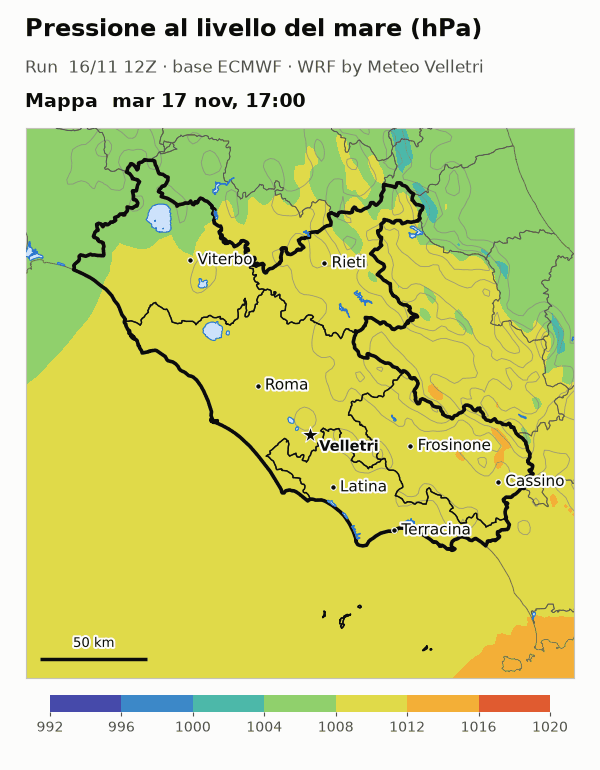 Pressione al livello del mare (hPa)
Run  16/11 12Z · base ECMWF · WRF by Meteo Velletri
Mappa  mar 17 nov, 17:00
Viterbo
Rieti
Roma
Velletri
Frosinone
Latina
Cassino
Terracina
50 km
992 996 1000 1004 1008 1012 1016 1020